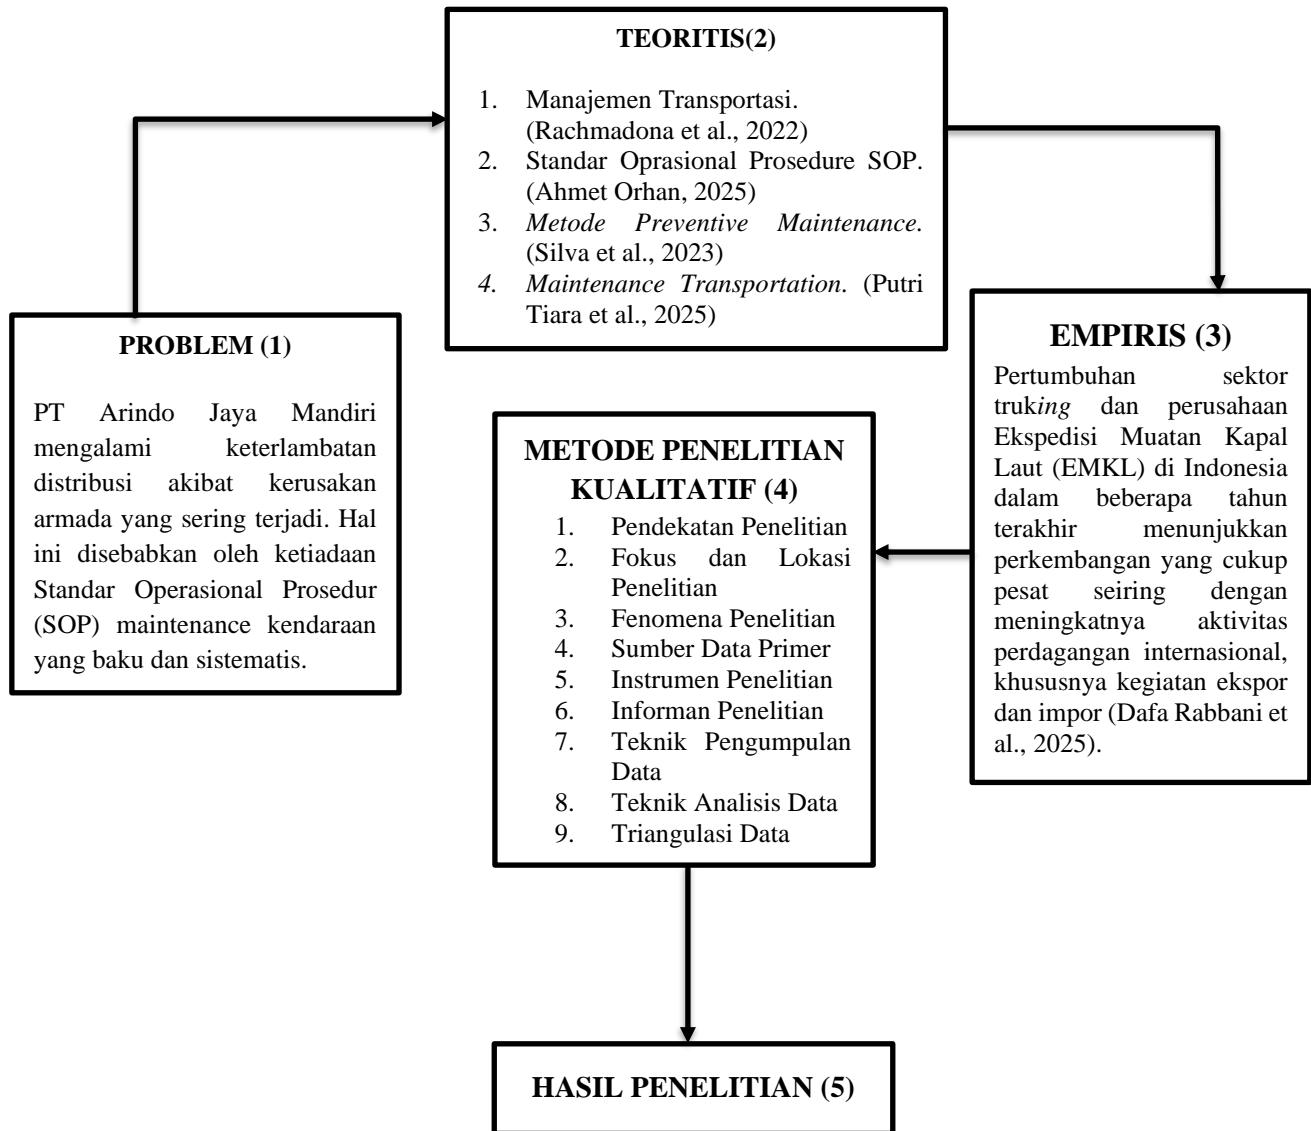 TEORITIS(2)
1. Manajemen Transportasi.
(Rachmadona et al., 2022)
2. Standar Oprasional Prosedure SOP.
(Ahmet Orhan, 2025)
3. Metode Preventive Maintenance.
(Silva et al., 2023)
4. Maintenance Transportation. (Putri
Tiara et al., 2025)
PROBLEM (1)
PT Arindo Jaya Mandiri
mengalami keterlambatan
distribusi akibat kerusakan
armada yang sering terjadi. Hal
ini disebabkan oleh ketiadaan
Standar Operasional Prosedur
(SOP) maintenance kendaraan
yang baku dan sistematis.
EMPIRIS (3)
Pertumbuhan sektor
truking dan perusahaan
Ekspedisi Muatan Kapal
Laut (EMKL) di Indonesia
dalam beberapa tahun
terakhir menunjukkan
perkembangan yang cukup
pesat seiring dengan
meningkatnya aktivitas
perdagangan internasional,
khususnya kegiatan ekspor
dan impor (Dafa Rabbani et
al., 2025).
METODE PENELITIAN
KUALITATIF (4)
1. Pendekatan Penelitian
2. Fokus dan Lokasi
Penelitian
3. Fenomena Penelitian
4. Sumber Data Primer
5. Instrumen Penelitian
6. Informan Penelitian
7. Teknik Pengumpulan
Data
8. Teknik Analisis Data
9. Triangulasi Data
HASIL PENELITIAN (5)